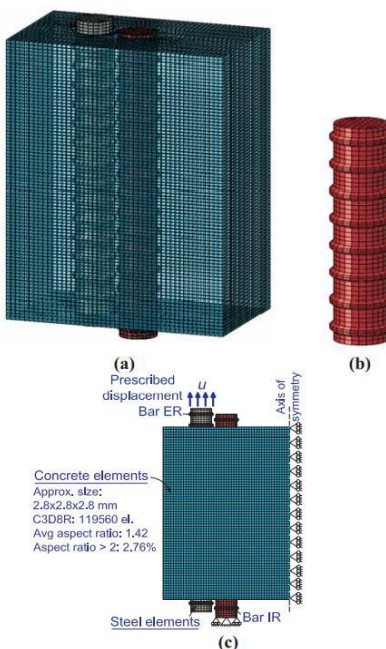 (a)
(b)
Prescribed
displacement
u
Bar ER
Axis of
symmetry
Concrete elements
Approx. size:
2.8x2.8x2.8 mm
C3D8R: 119560 el.
Avg aspect ratio: 1.42
Aspect ratio > 2: 2.76%
Steel elements
Bar IR
(c)